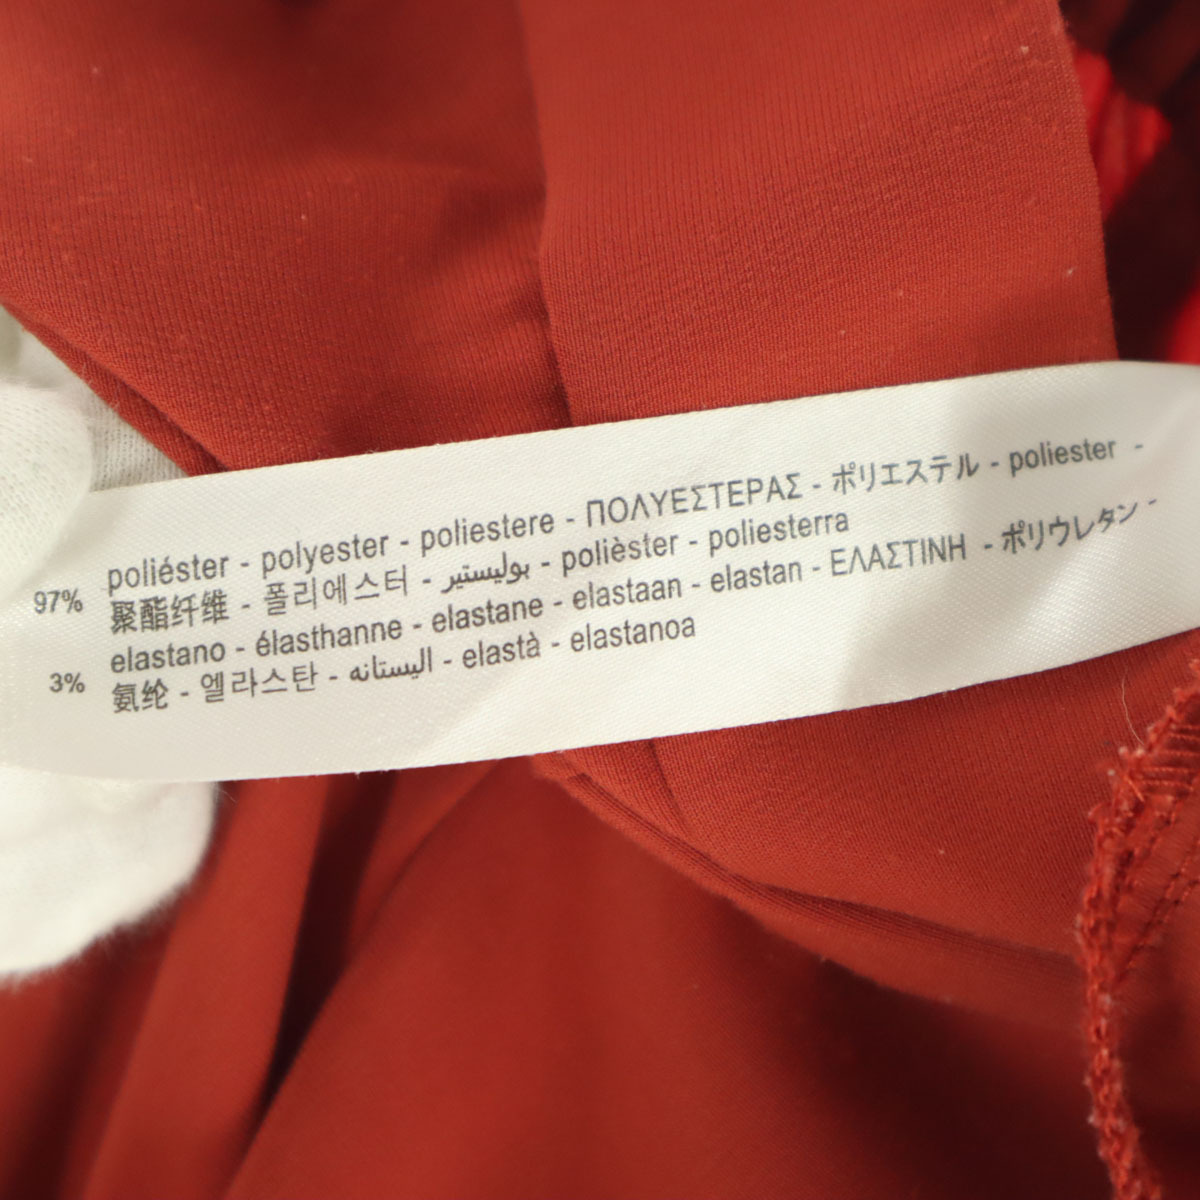 97% poliéster - polyester - poliestere - ΠΟΛΥΕΣΤΕΡΑΣ - ポリエステル - poliester -
聚酯纤维 - 폴리에스터 - بوليستير - polièster - poliesterra
3% elastano - élasthanne - elastane - elastaan - elastan - ΕΛΑΣΤΙΝΗ - ポリウレタン -
氨纶 - 엘라스탄 - اليستانه - elastà - elastanoa